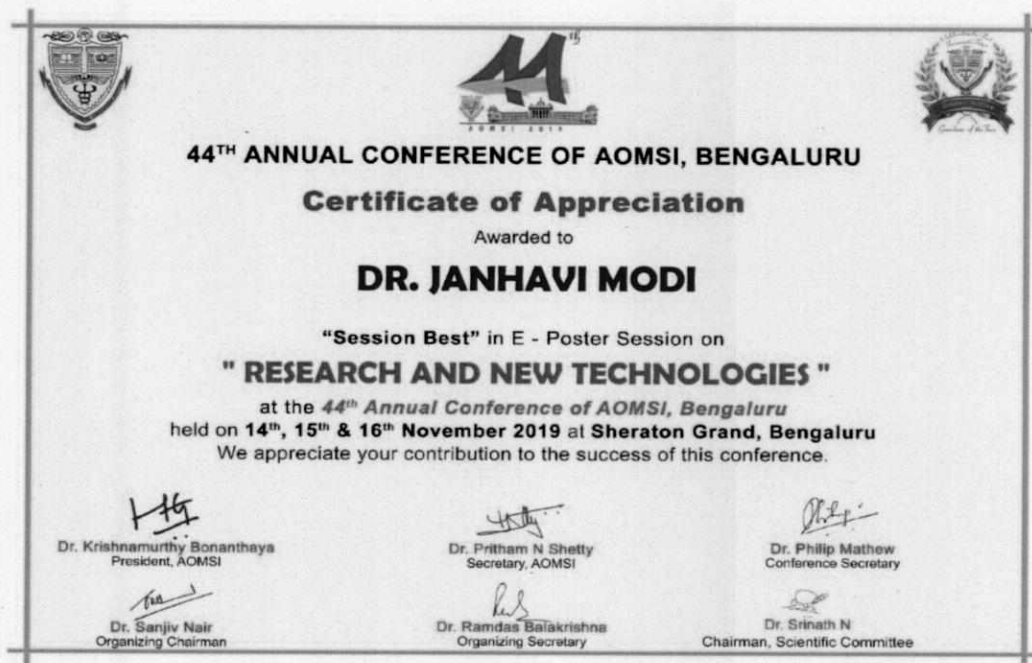 44th
AOMSI 2019
44TH ANNUAL CONFERENCE OF AOMSI, BENGALURU
Certificate of Appreciation
Awarded to
DR. JANHAVI MODI
“Session Best” in E - Poster Session on
" RESEARCH AND NEW TECHNOLOGIES "
at the 44th Annual Conference of AOMSI, Bengaluru
held on 14th, 15th & 16th November 2019 at Sheraton Grand, Bengaluru
We appreciate your contribution to the success of this conference.
Dr. Krishnamurthy Bonanthaya
President, AOMSI
Dr. Pritham N Shetty
Secretary, AOMSI
Dr. Philip Mathew
Conference Secretary
Dr. Sanjiv Nair
Organizing Chairman
Dr. Ramdas Balakrishna
Organizing Secretary
Dr. Srinath N
Chairman, Scientific Committee